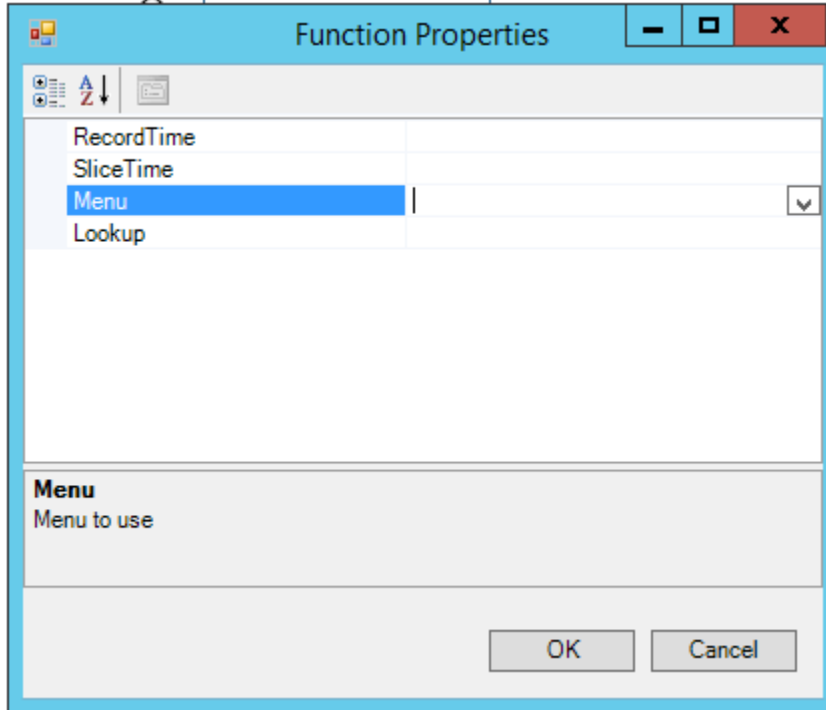 Function Properties
RecordTime
SliceTime
Menu
Lookup
Menu
Menu to use
OK
Cancel